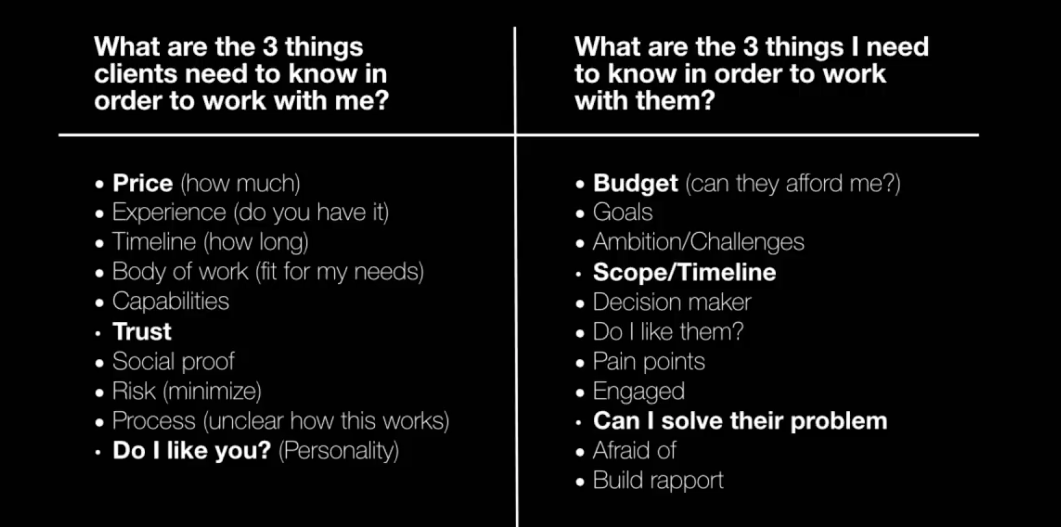 What are the 3 things
clients need to know in
order to work with me?
• Price (how much)
• Experience (do you have it)
• Timeline (how long)
• Body of work (fit for my needs)
• Capabilities
• Trust
• Social proof
• Risk (minimize)
• Process (unclear how this works)
• Do I like you? (Personality)
What are the 3 things I need
to know in order to work
with them?
• Budget (can they afford me?)
• Goals
• Ambition/Challenges
• Scope/Timeline
• Decision maker
• Do I like them?
• Pain points
• Engaged
• Can I solve their problem
• Afraid of
• Build rapport